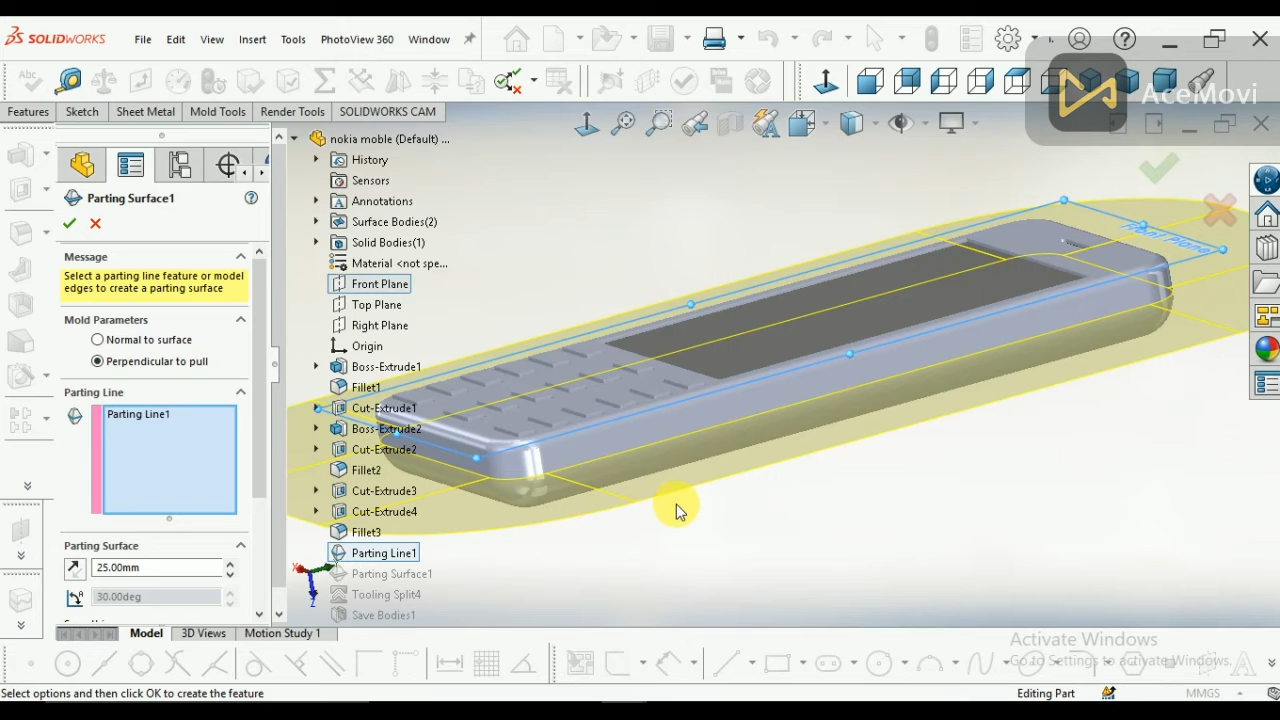 SOLIDWORKS
File Edit View Insert Tools PhotoView 360 Window
AceMovi
Features Sketch Sheet Metal Mold Tools Render Tools SOLIDWORKS CAM
nokia moble (Default) ...
History
Sensors
Annotations
Surface Bodies(2)
Solid Bodies(1)
Material <not spe...
Front Plane
Top Plane
Right Plane
Origin
Boss-Extrude1
Fillet1
Cut-Extrude1
Boss-Extrude2
Cut-Extrude2
Fillet2
Cut-Extrude3
Cut-Extrude4
Fillet3
Parting Line1
Parting Surface1
Tooling Split4
Save Bodies1
Parting Surface1
Message
Select a parting line feature or model
edges to create a parting surface
Mold Parameters
Normal to surface
Perpendicular to pull
Parting Line
Parting Line1
Parting Surface
25.00mm
30.00deg
Front Plane
X
Z
Model 3D Views Motion Study 1
Activate Windows
Go to Settings to activate Windows.
Select options and then click OK to create the feature
Editing Part
MMGS